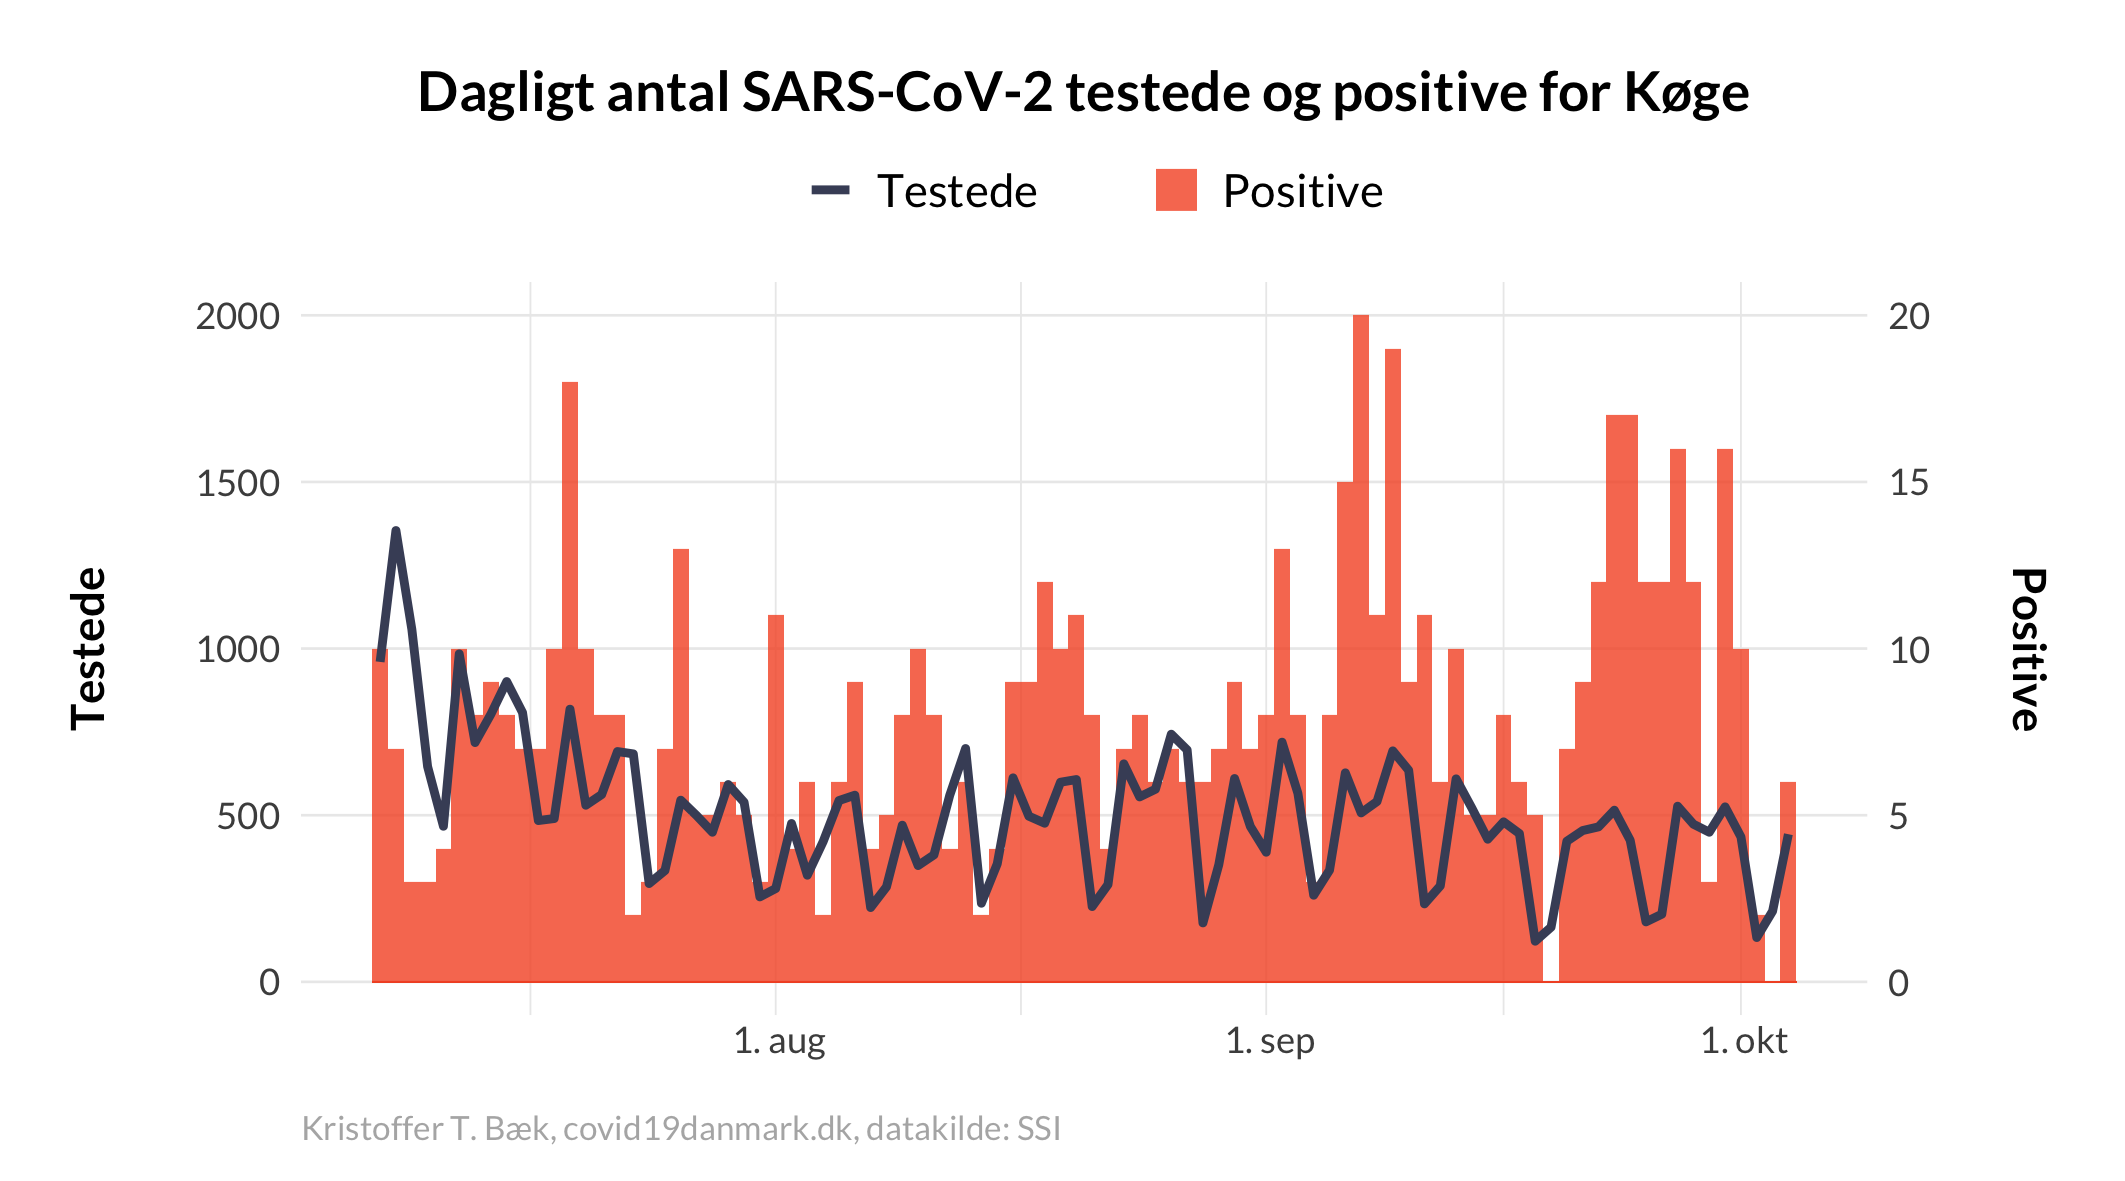 Dagligt antal SARS-CoV-2 testede og positive for Køge
Testede Positive
2000 20
1500 15
1000 10
500 5
0 0
Testede
Positive
1. aug 1. sep 1. okt
Kristoffer T. Bæk, covid19danmark.dk, datakilde: SSI